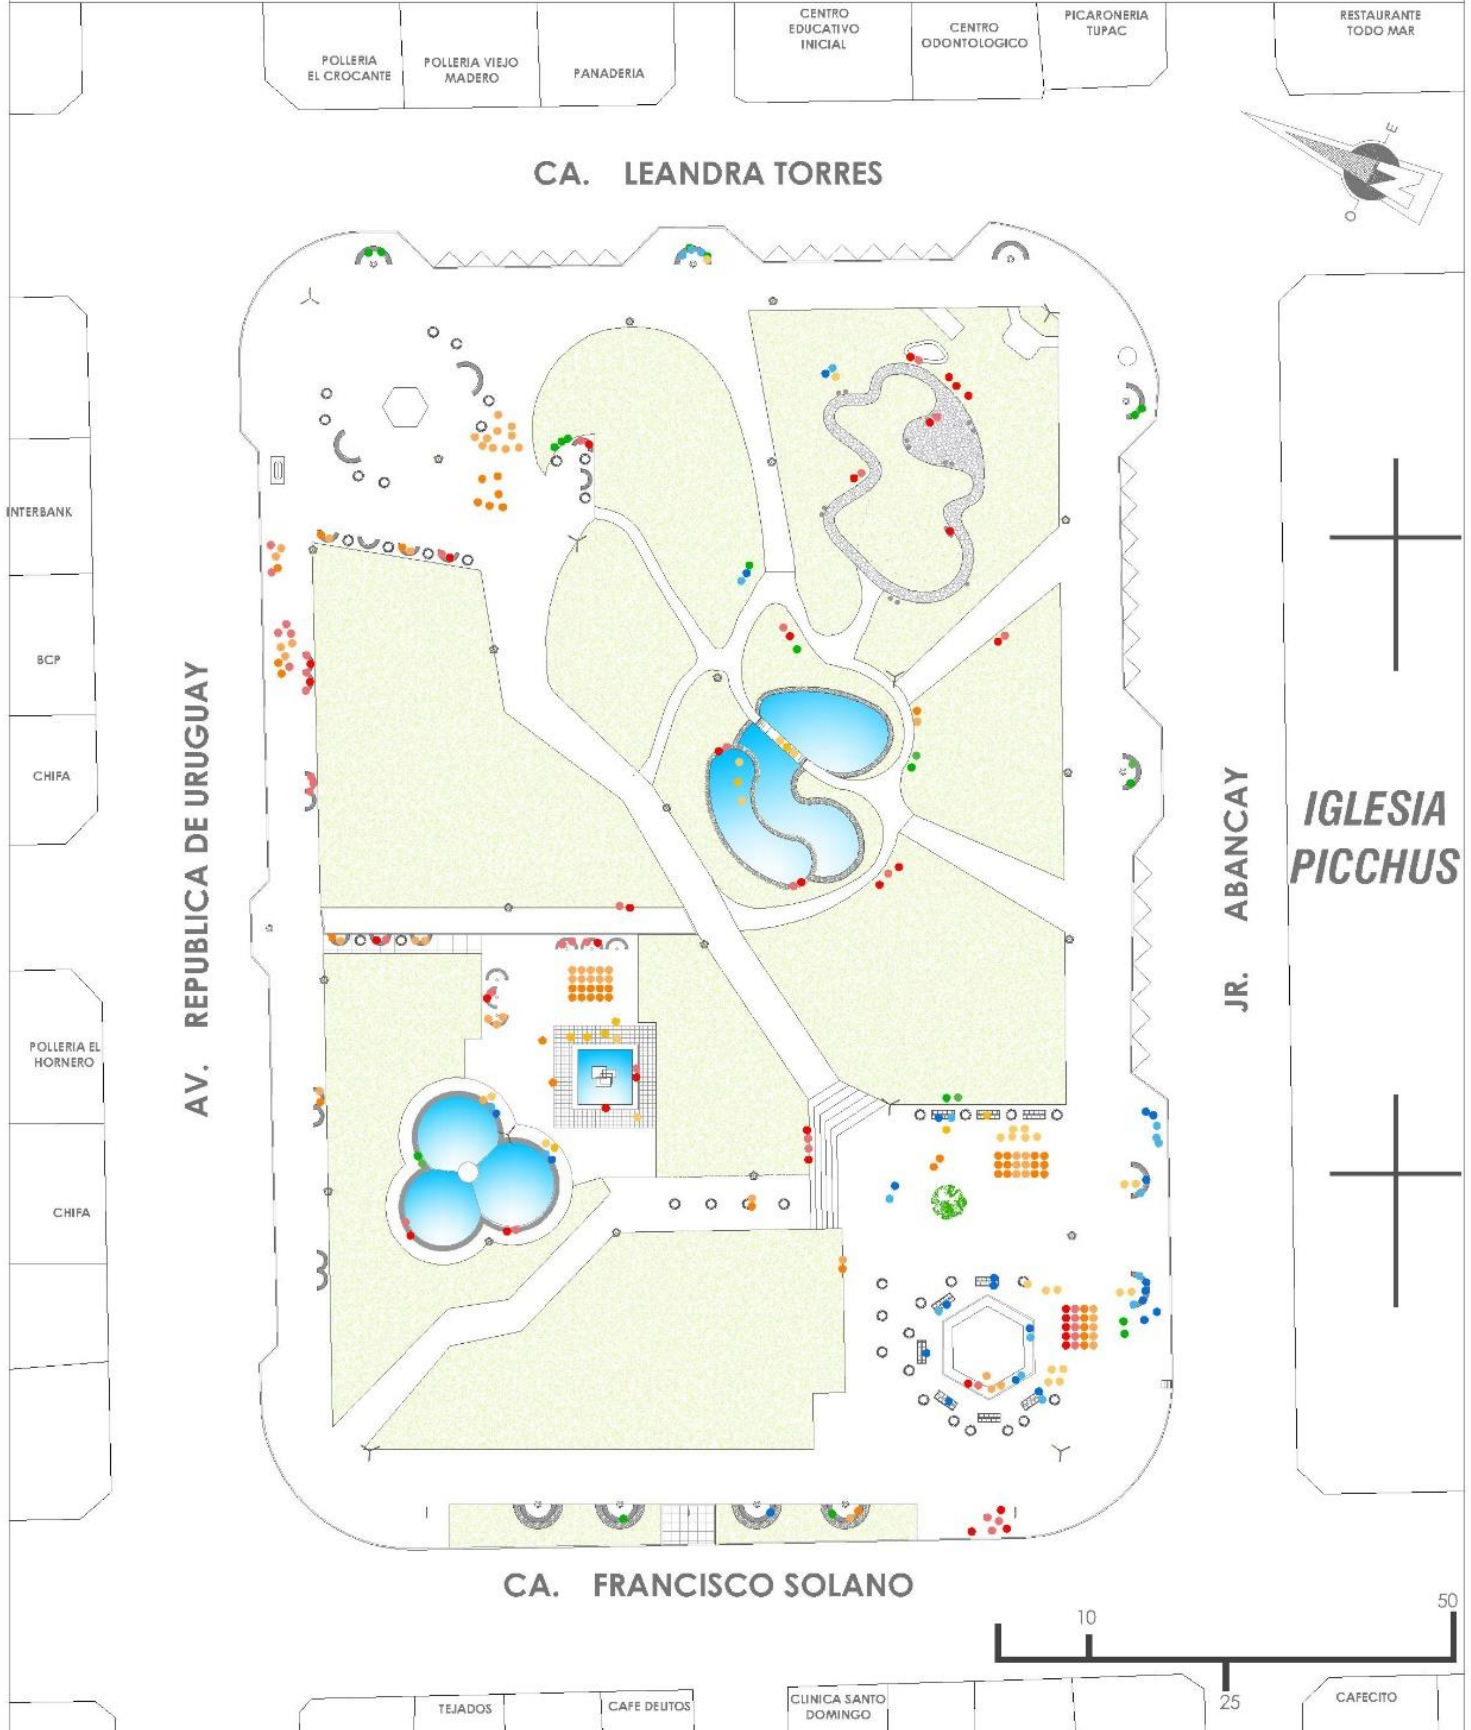 CENTRO
EDUCATIVO
INICIAL
PICARONERIA
TUPAC
RESTAURANTE
TODO MAR
CENTRO
ODONTOLOGICO
POLLERIA
EL CROCANTE
POLLERIA VIEJO
MADERO
PANADERIA
E
N
O
CA. LEANDRA TORRES
INTERBANK
BCP
CHIFA
AV. REPUBLICA DE URUGUAY
JR. ABANCAY
IGLESIA
PICCHUS
POLLERIA EL
HORNERO
CHIFA
CA. FRANCISCO SOLANO
10
50
25
TEJADOS
CAFE DELITOS
CLINICA SANTO
DOMINGO
CAFECITO